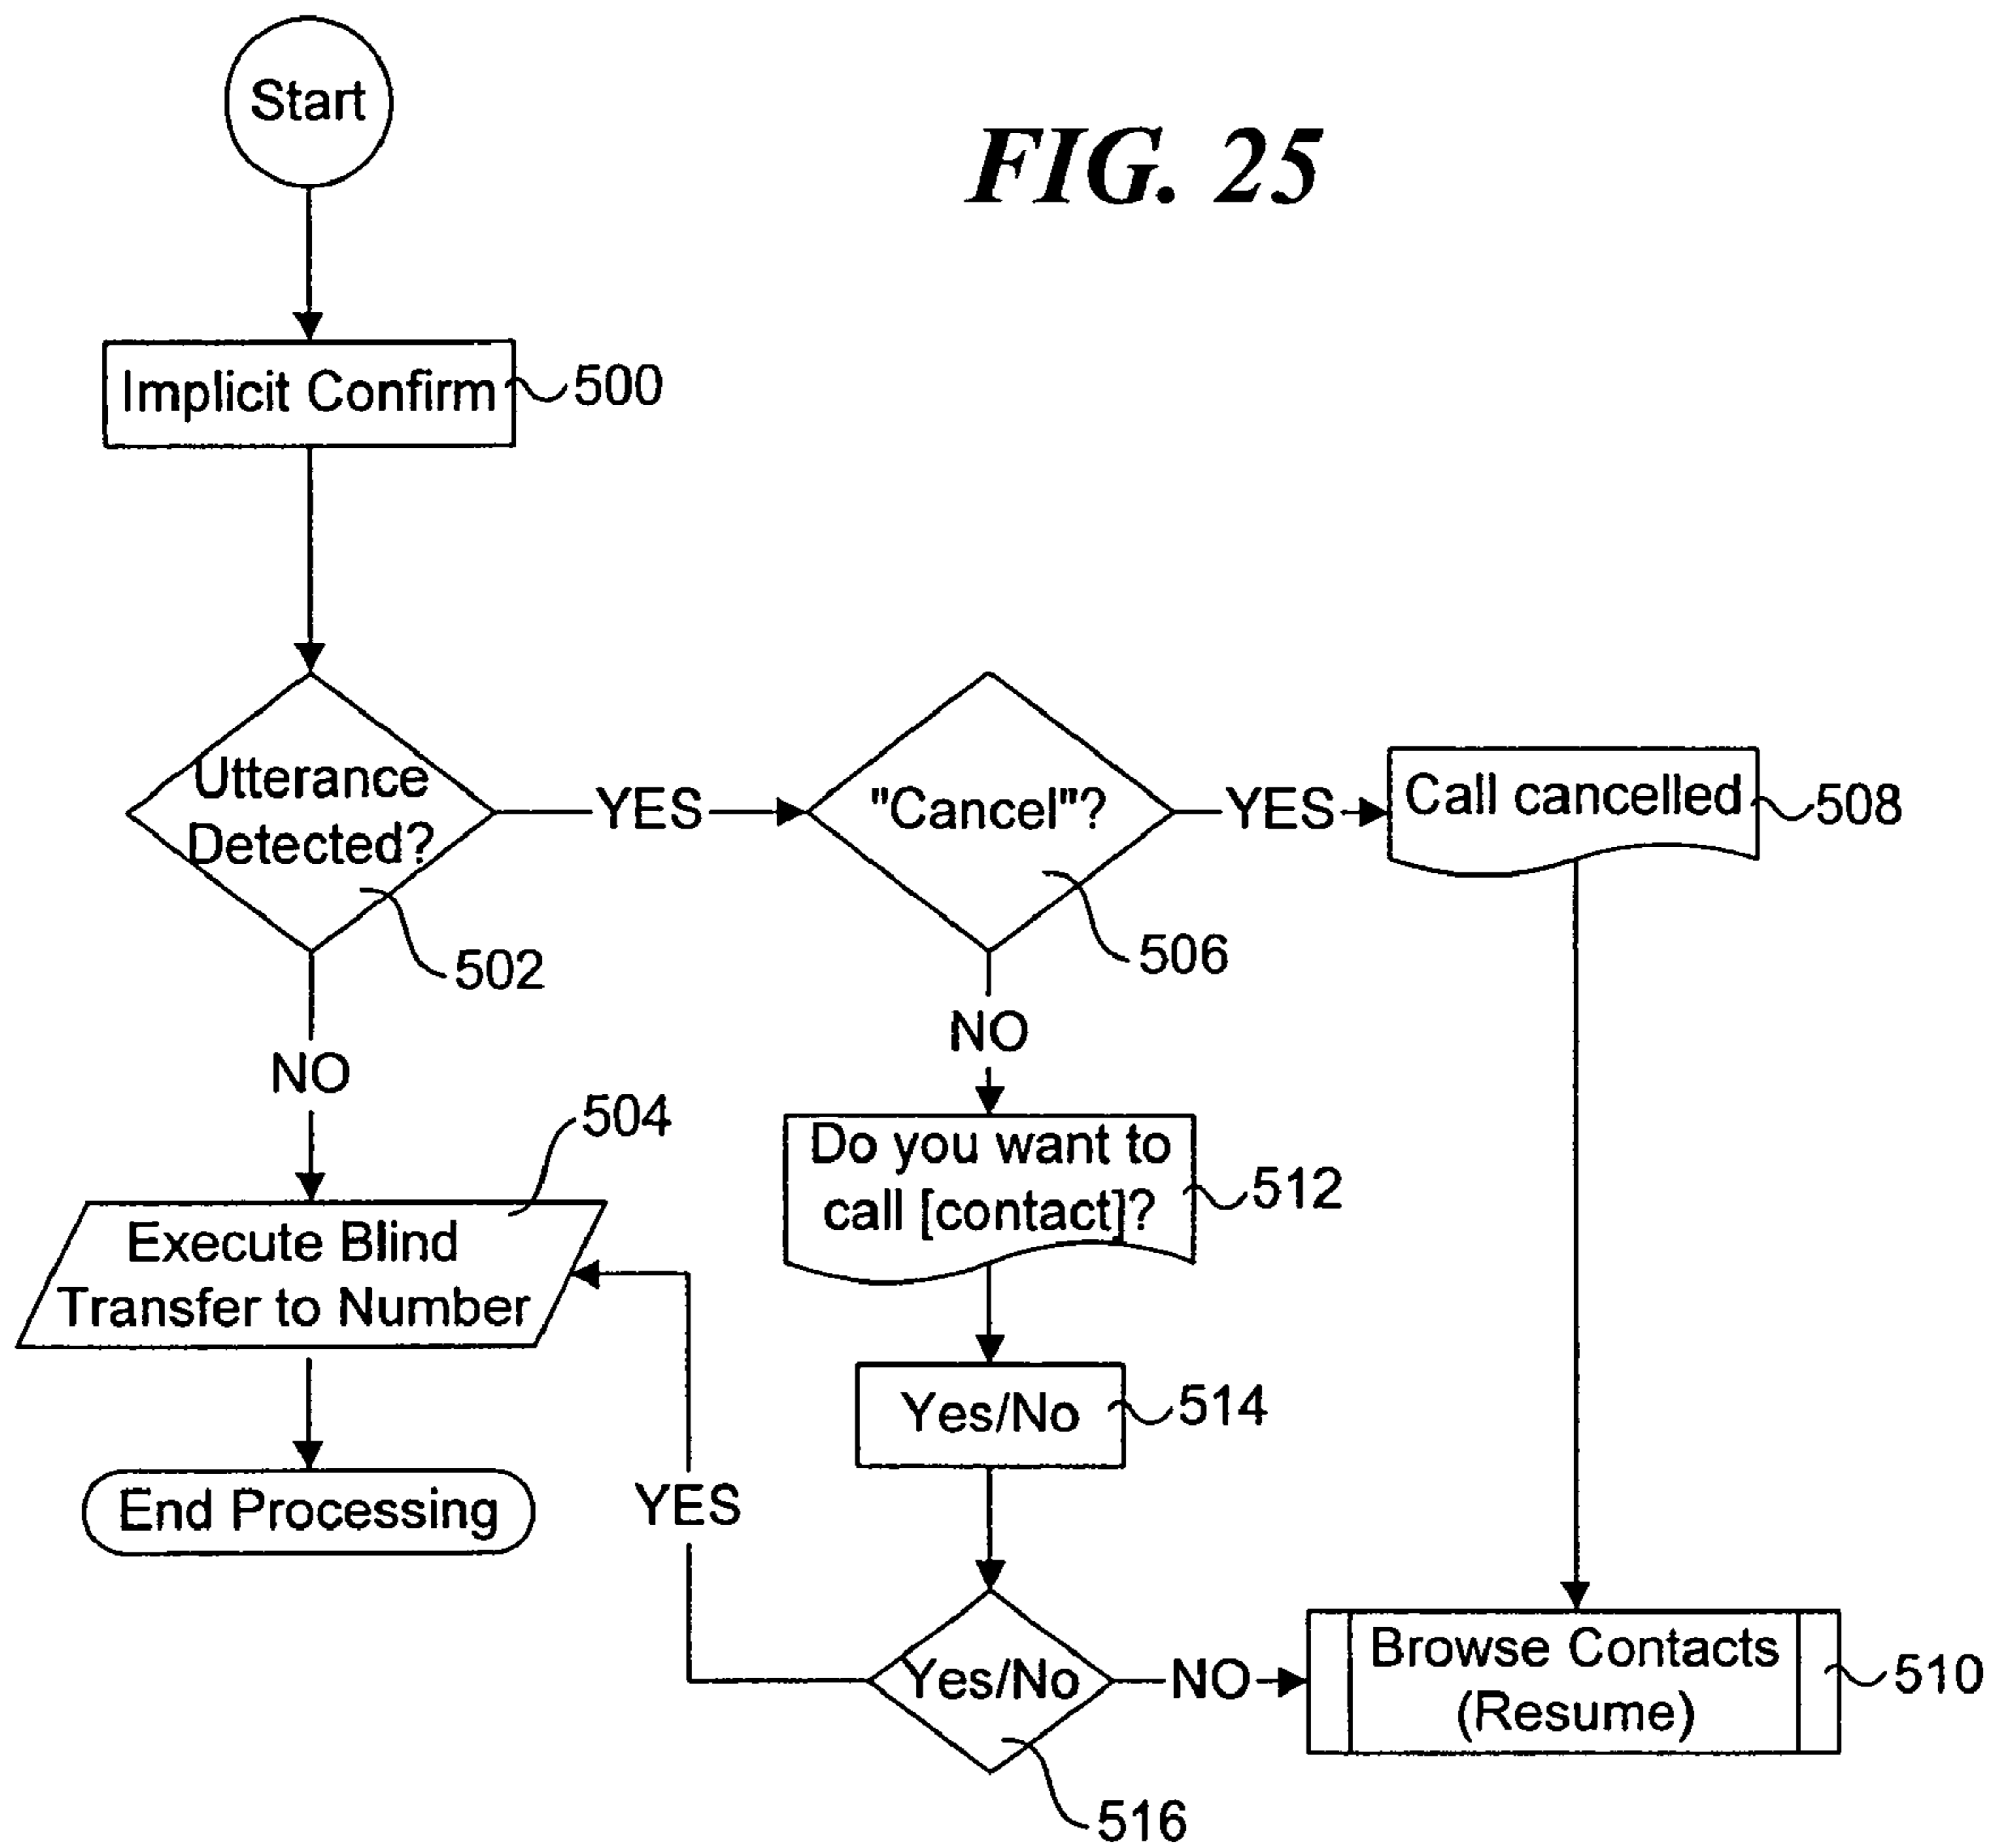 Start
FIG. 25
Implicit Confirm
500
Utterance
Detected?
502
YES
"Cancel"?
506
YES
Call cancelled
508
NO
NO
504
Execute Blind
Transfer to Number
Do you want to
call [contact]?
512
Yes/No
514
End Processing
YES
Yes/No
516
NO
Browse Contacts
(Resume)
510